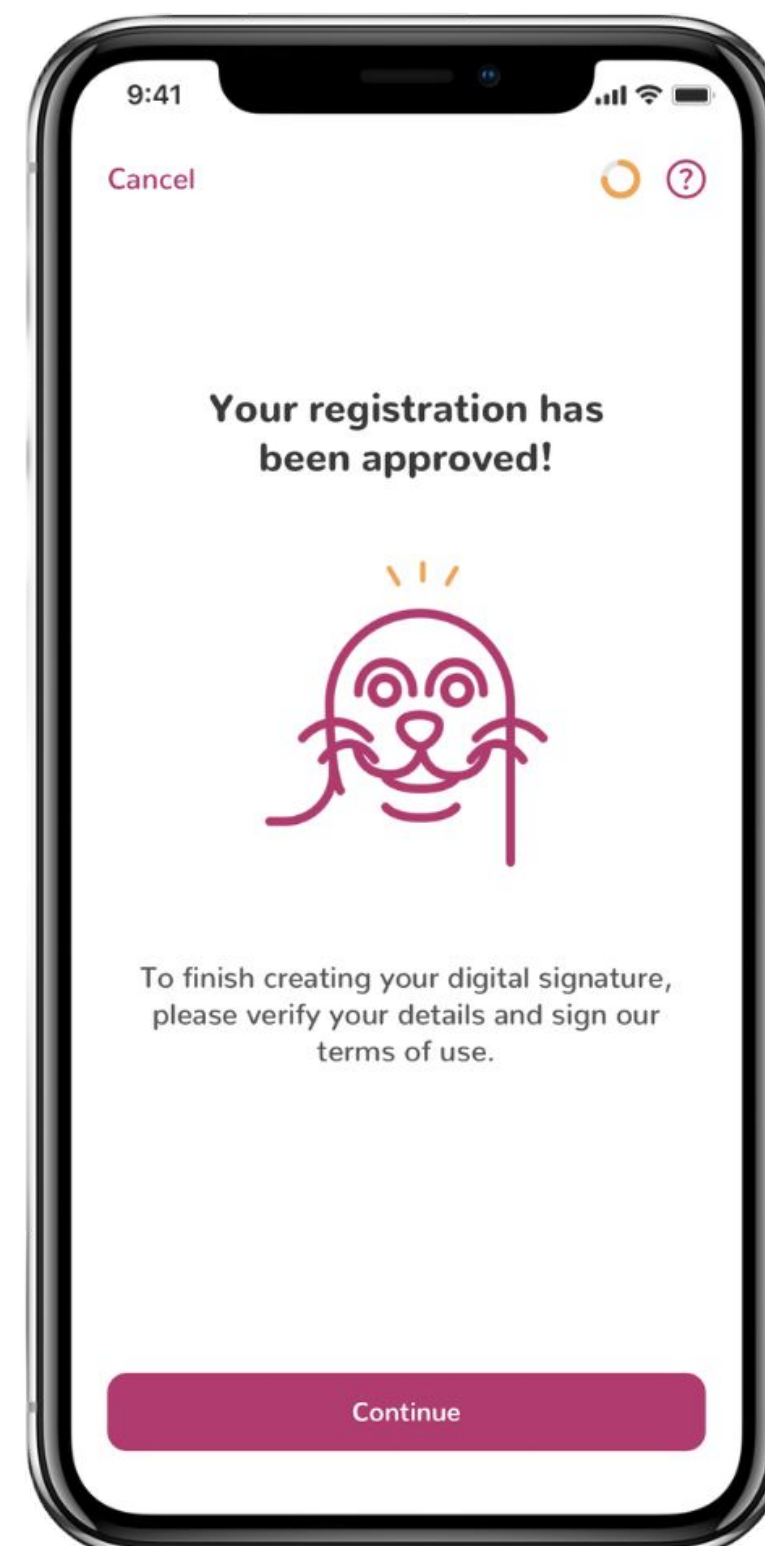 9:41
Cancel
?
Your registration has
been approved!
To finish creating your digital signature,
please verify your details and sign our
terms of use.
Continue